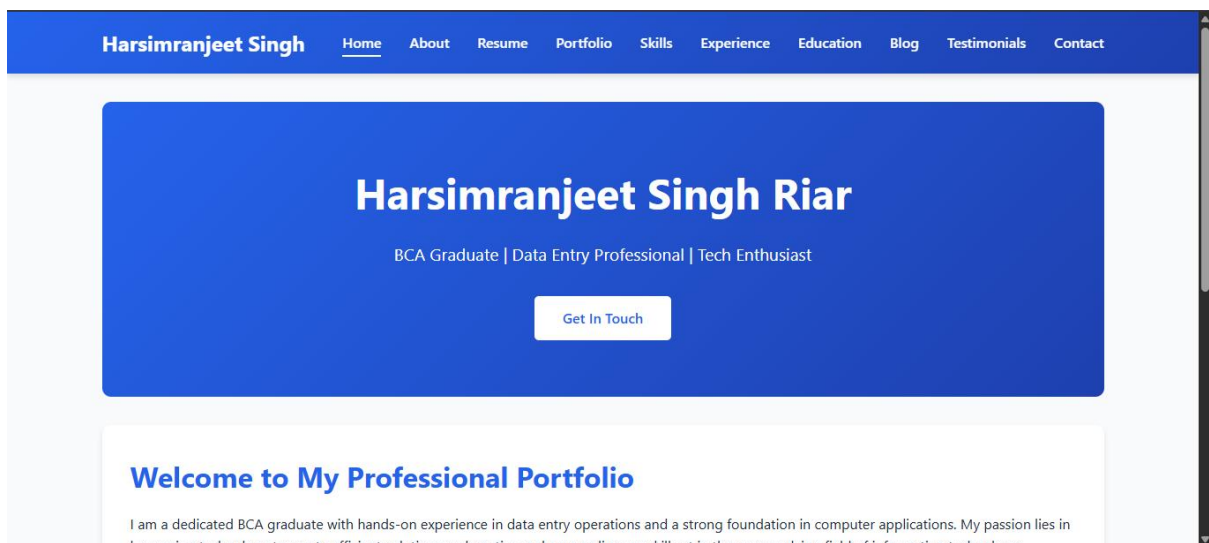 Harsimranjeet Singh Home About Resume Portfolio Skills Experience Education Blog Testimonials Contact
Harsimranjeet Singh Riar
BCA Graduate | Data Entry Professional | Tech Enthusiast
Get In Touch
Welcome to My Professional Portfolio
I am a dedicated BCA graduate with hands-on experience in data entry operations and a strong foundation in computer applications. My passion lies in